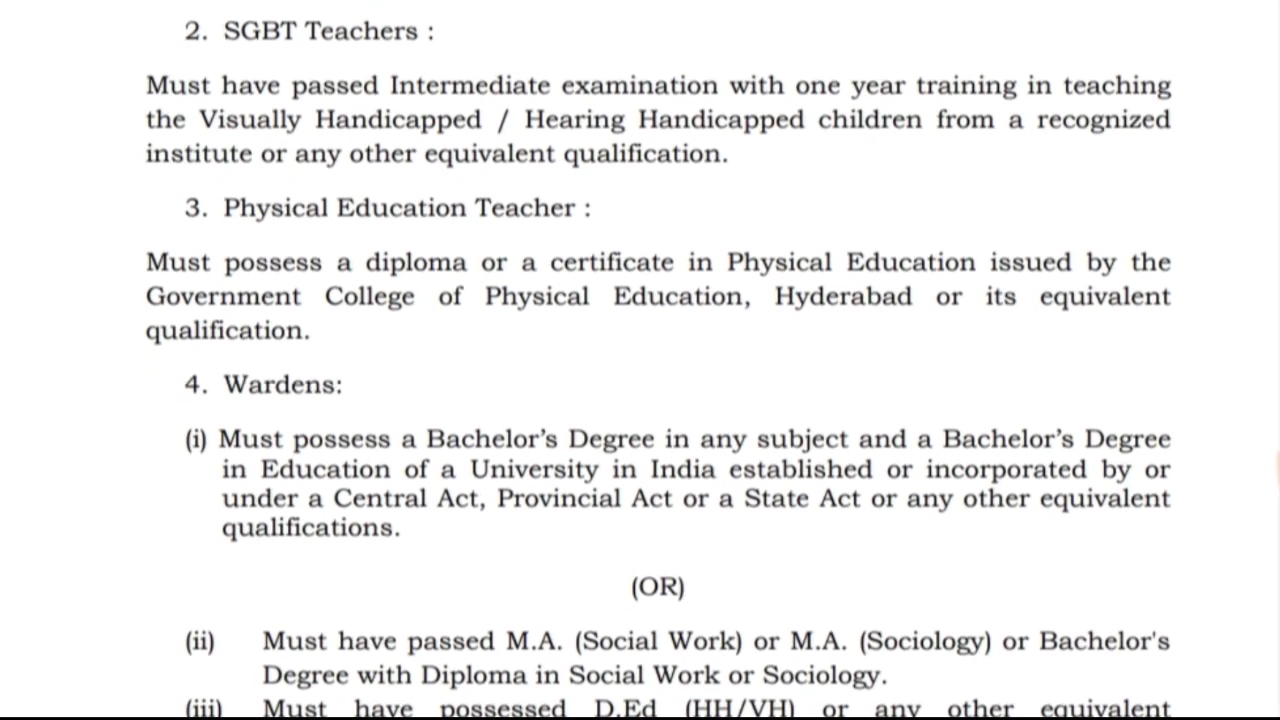 2. SGBT Teachers :
Must have passed Intermediate examination with one year training in teaching
the Visually Handicapped / Hearing Handicapped children from a recognized
institute or any other equivalent qualification.
3. Physical Education Teacher :
Must possess a diploma or a certificate in Physical Education issued by the
Government College of Physical Education, Hyderabad or its equivalent
qualification.
4. Wardens:
(i) Must possess a Bachelor’s Degree in any subject and a Bachelor’s Degree
in Education of a University in India established or incorporated by or
under a Central Act, Provincial Act or a State Act or any other equivalent
qualifications.
(OR)
(ii) Must have passed M.A. (Social Work) or M.A. (Sociology) or Bachelor's
Degree with Diploma in Social Work or Sociology.
(iii) Must have possessed D.Ed (HH/VH) or any other equivalent